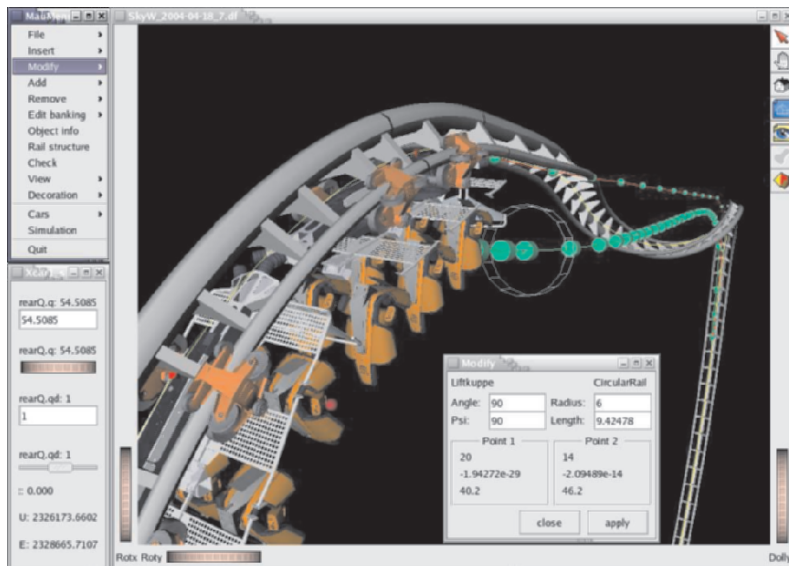 MainMenu
File
Insert
Modify
Add
Remove
Edit banking
Object info
Rail structure
Check
View
Decoration
Cars
Simulation
Quit
rearQ.q: 54.5085
54.5085
rearQ.q: 54.5085
rearQ.qd: 1
1
rearQ.qd: 1
:: 0.000
U: 2326173.6602
E: 2328665.7107
SkyW_2004-04-18_7.df
Modify
Liftkuppe CircularRail
Angle: 90 Radius: 6
Psi: 90 Length: 9.42478
Point 1 Point 2
20 14
-1.94272e-29 -2.09489e-14
40.2 46.2
close apply
Rotx Roty Dolly